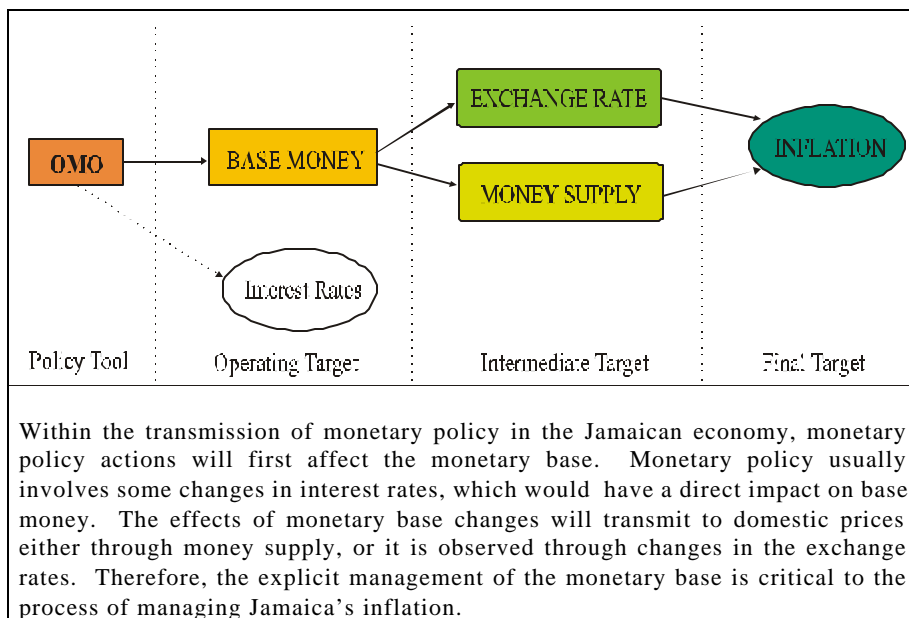 EXCHANGE RATE
OMO
BASE MONEY
INFLATION
MONEY SUPPLY
Interest Rates
Policy Tool
Operating Target
Intermediate Target
Final Target
Within the transmission of monetary policy in the Jamaican economy, monetary
policy actions will first affect the monetary base. Monetary policy usually
involves some changes in interest rates, which would have a direct impact on base
money. The effects of monetary base changes will transmit to domestic prices
either through money supply, or it is observed through changes in the exchange
rates. Therefore, the explicit management of the monetary base is critical to the
process of managing Jamaica's inflation.